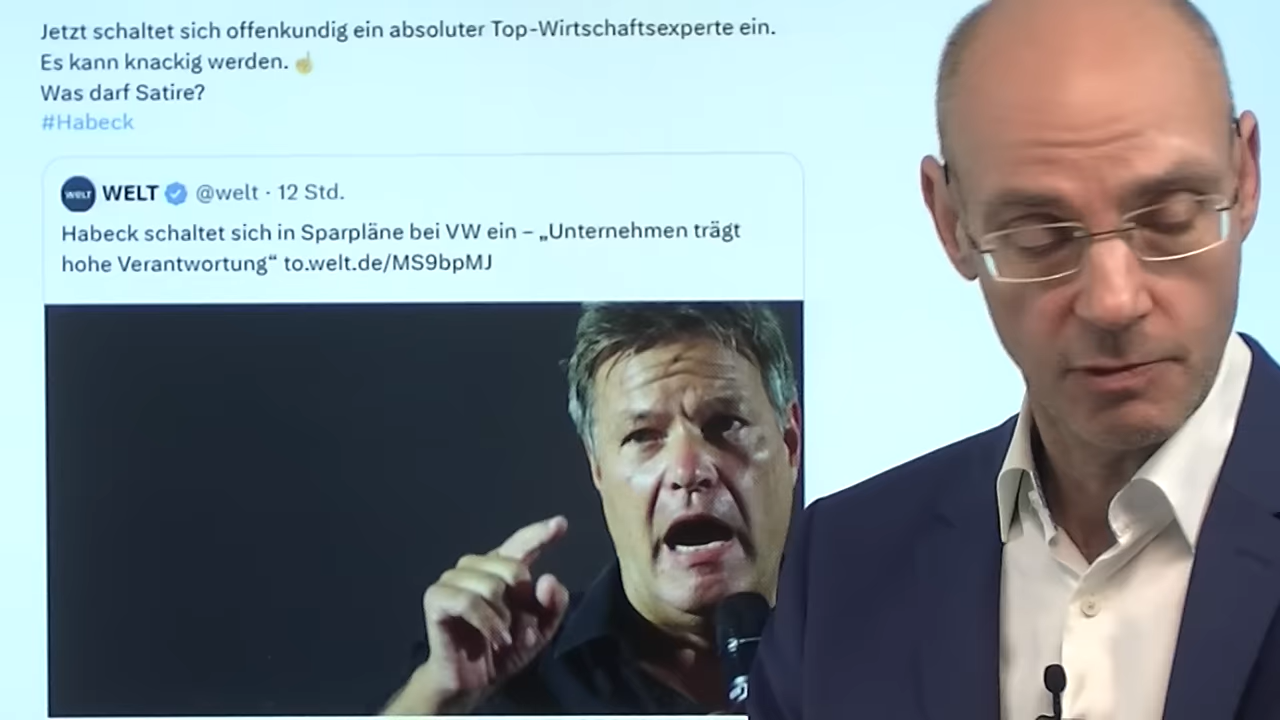 Jetzt schaltet sich offenkundig ein absoluter Top-Wirtschaftsexperte ein.
Es kann knackig werden. ☝
Was darf Satire?
#Habeck
welt WELT @welt · 12 Std.
Habeck schaltet sich in Sparpläne bei VW ein – „Unternehmen trägt
hohe Verantwortung“ to.welt.de/MS9bpMJ